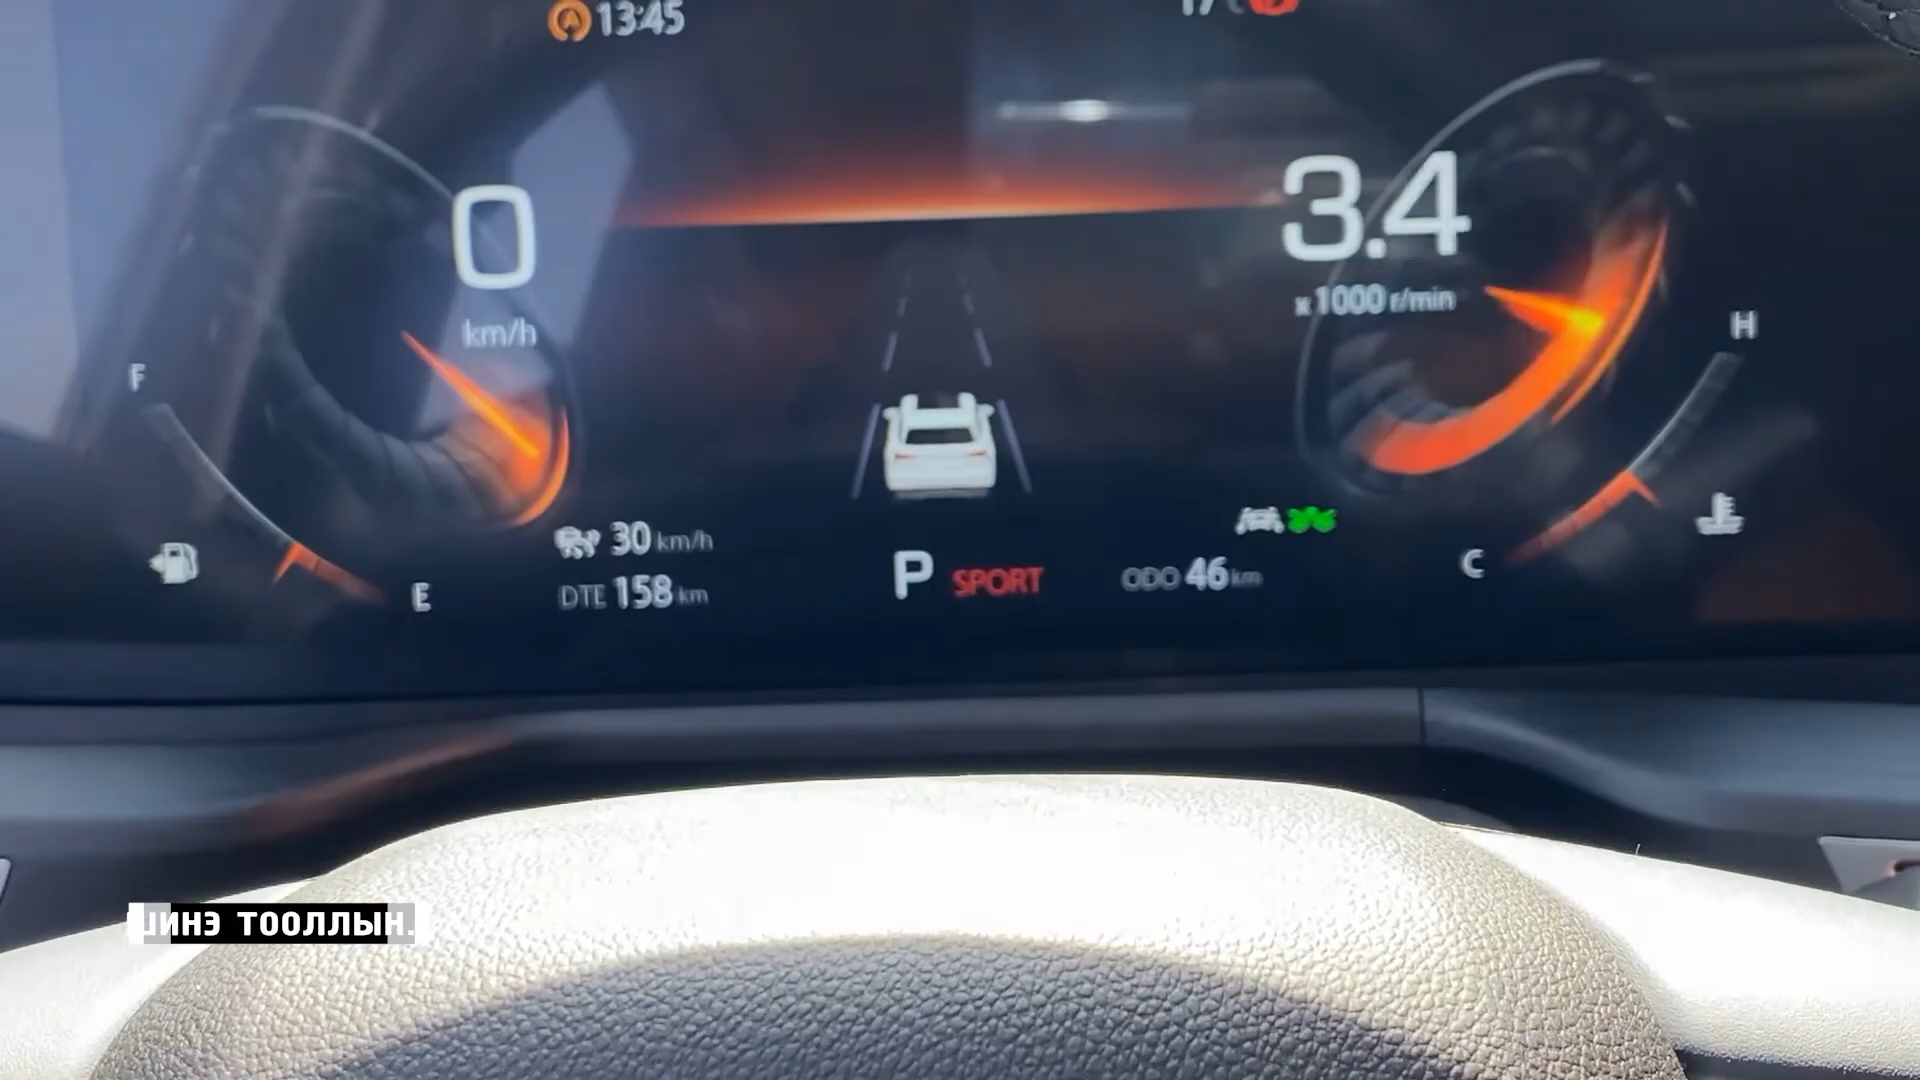 13:45
0
km/h
3.4
x1000 r/min
F
E
H
C
30 km/h
DTE 158 km
P SPORT
ODO 46 km
ШИНЭ ТООЛЛЫН.